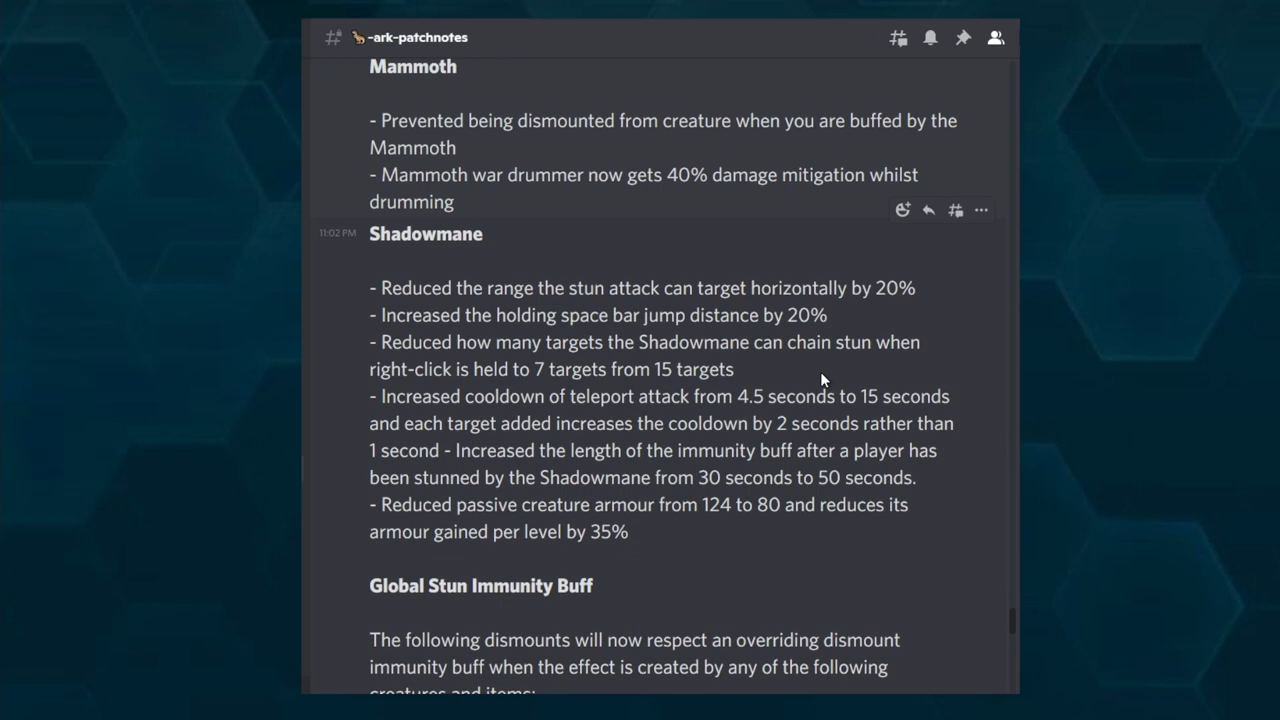 -ark-patchnotes
Mammoth
- Prevented being dismounted from creature when you are buffed by the
Mammoth
- Mammoth war drummer now gets 40% damage mitigation whilst
drumming
11:02 PM Shadowmane
- Reduced the range the stun attack can target horizontally by 20%
- Increased the holding space bar jump distance by 20%
- Reduced how many targets the Shadowmane can chain stun when
right-click is held to 7 targets from 15 targets
- Increased cooldown of teleport attack from 4.5 seconds to 15 seconds
and each target added increases the cooldown by 2 seconds rather than
1 second - Increased the length of the immunity buff after a player has
been stunned by the Shadowmane from 30 seconds to 50 seconds.
- Reduced passive creature armour from 124 to 80 and reduces its
armour gained per level by 35%
Global Stun Immunity Buff
The following dismounts will now respect an overriding dismount
immunity buff when the effect is created by any of the following
creatures and items: